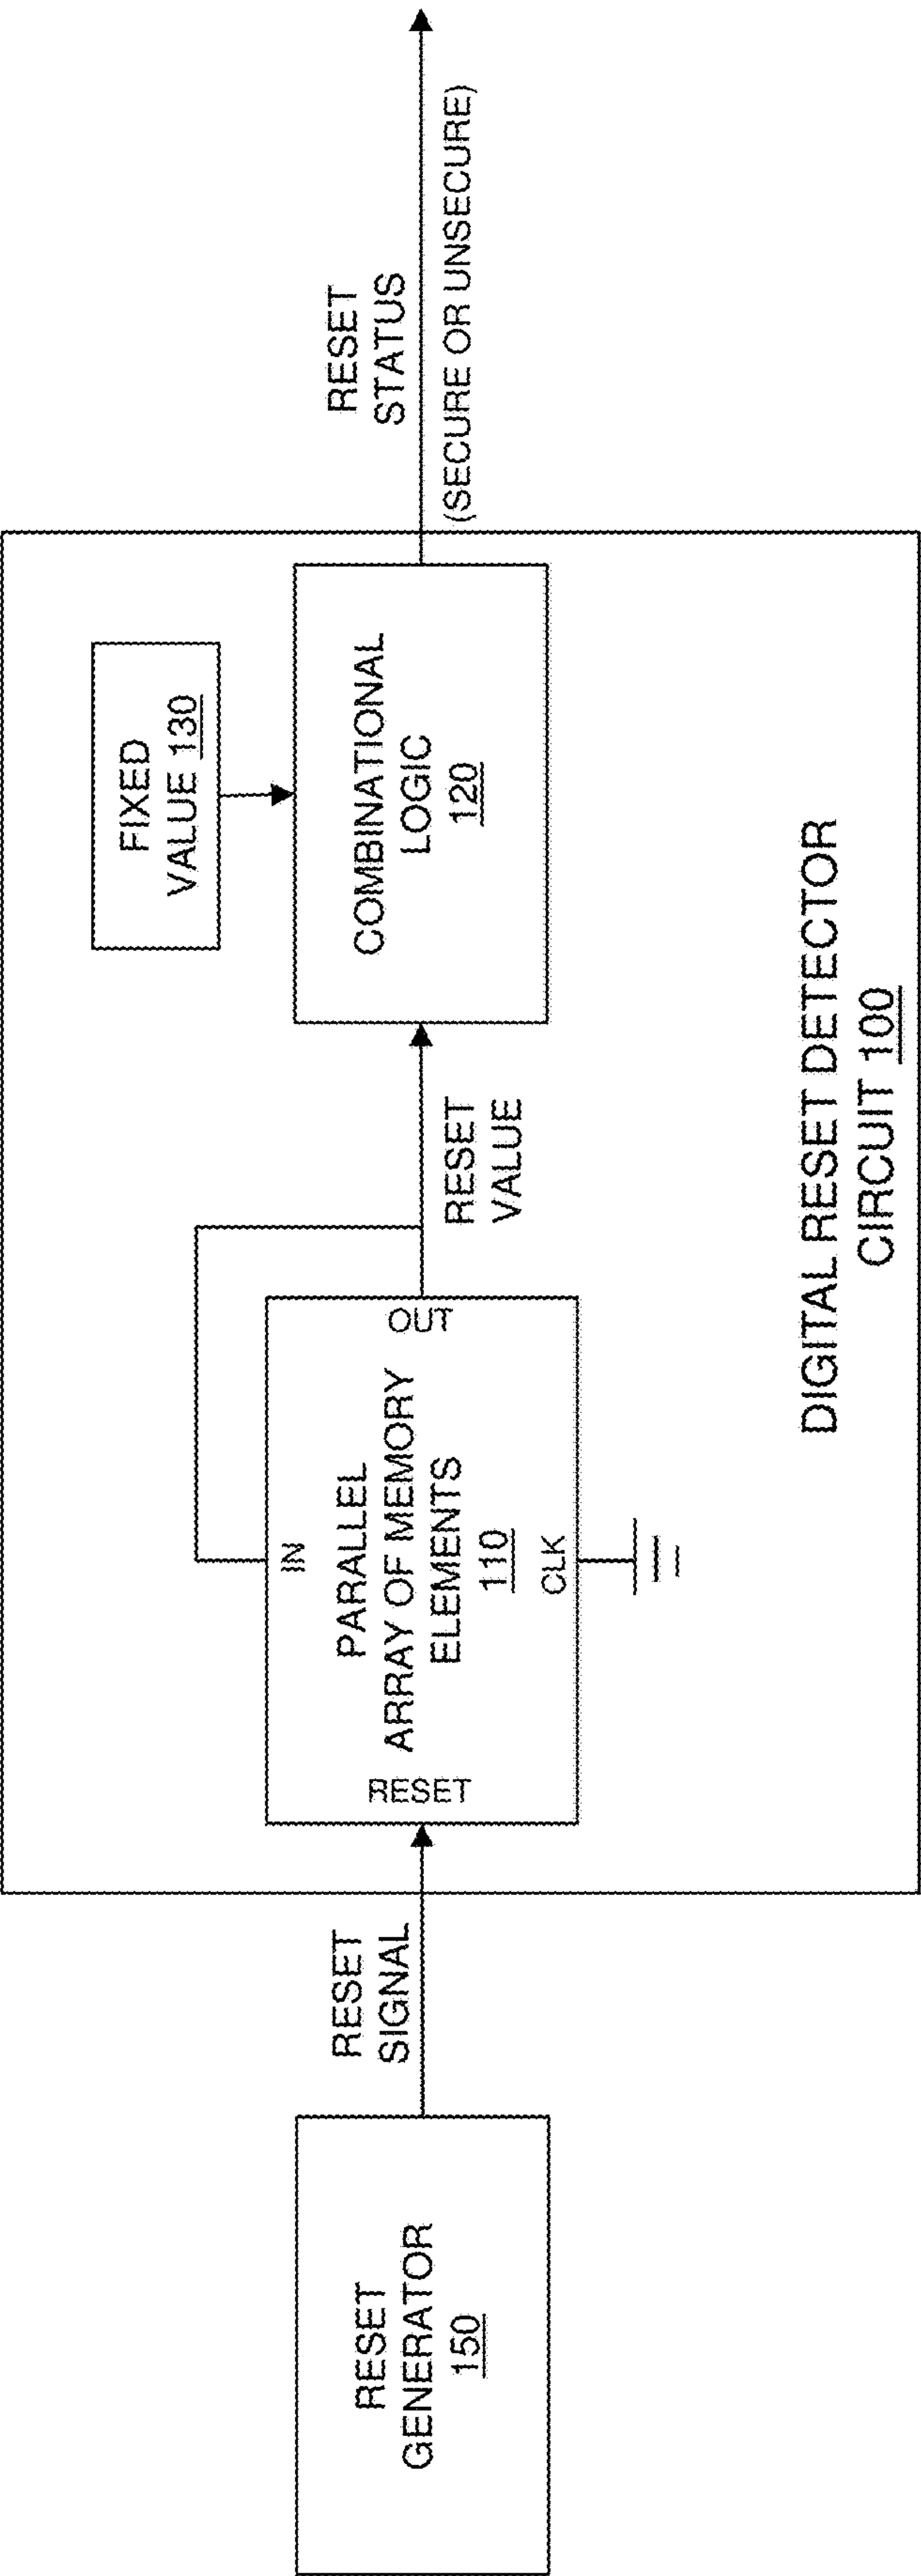 RESET
GENERATOR
150
RESET
SIGNAL
RESET
IN
PARALLEL
ARRAY OF MEMORY
ELEMENTS
110
CLK
OUT
RESET
VALUE
FIXED
VALUE 130
COMBINATIONAL
LOGIC
120
RESET
STATUS
(SECURE OR UNSECURE)
DIGITAL RESET DETECTOR
CIRCUIT 100